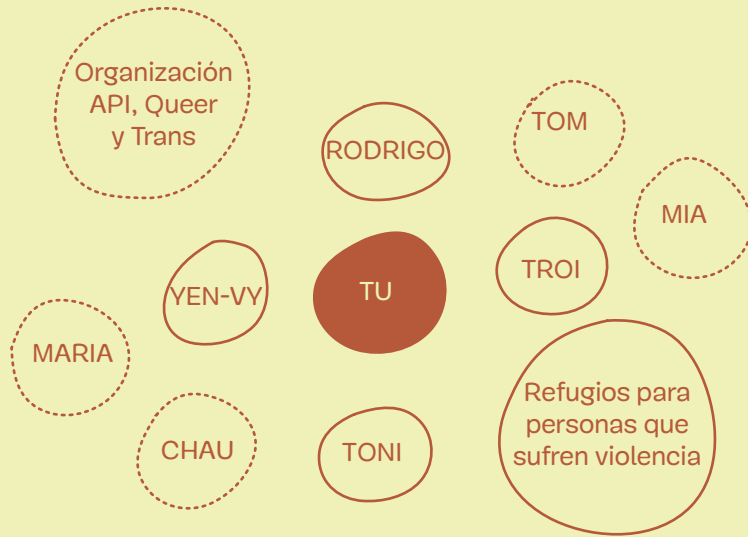 Organización
API, Queer
y Trans
RODRIGO
TOM
MIA
YEN-VY
TU
TROI
MARIA
CHAU
TONI
Refugios para
personas que
sufren violencia